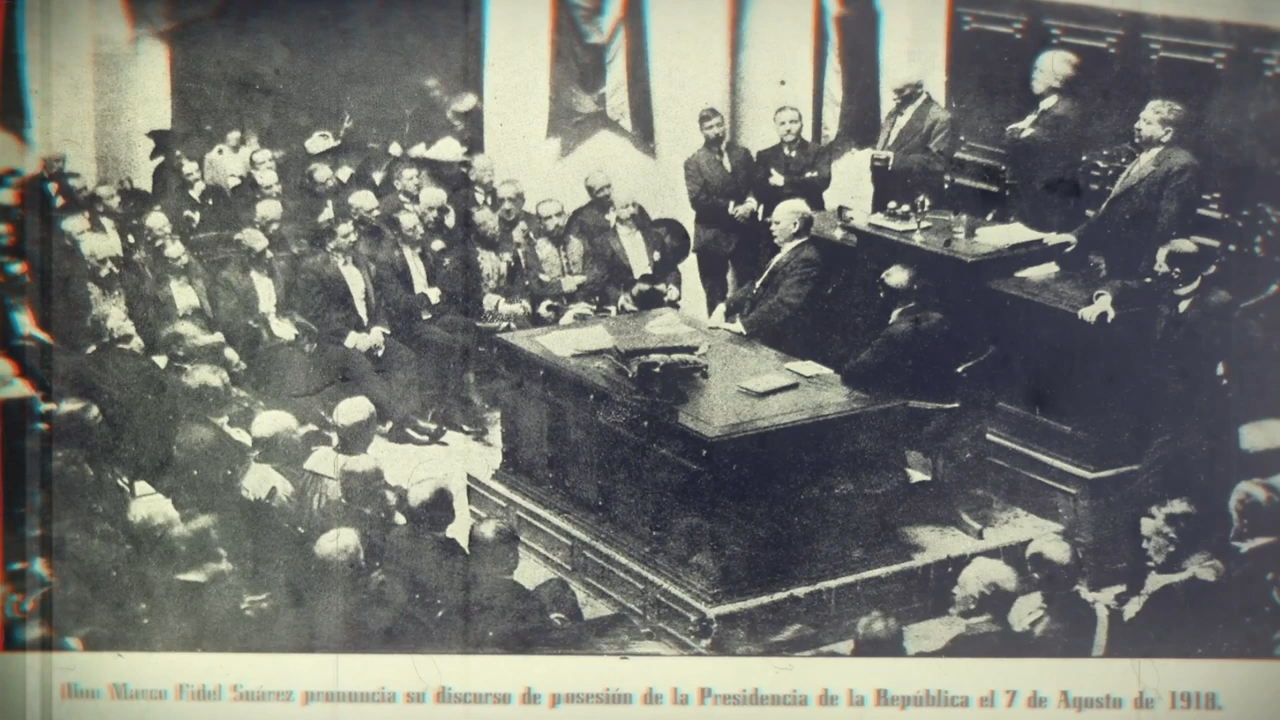 Don Marco Fidel Suárez pronuncia su discurso de posesión de la Presidencia de la República el 7 de Agosto de 1918.